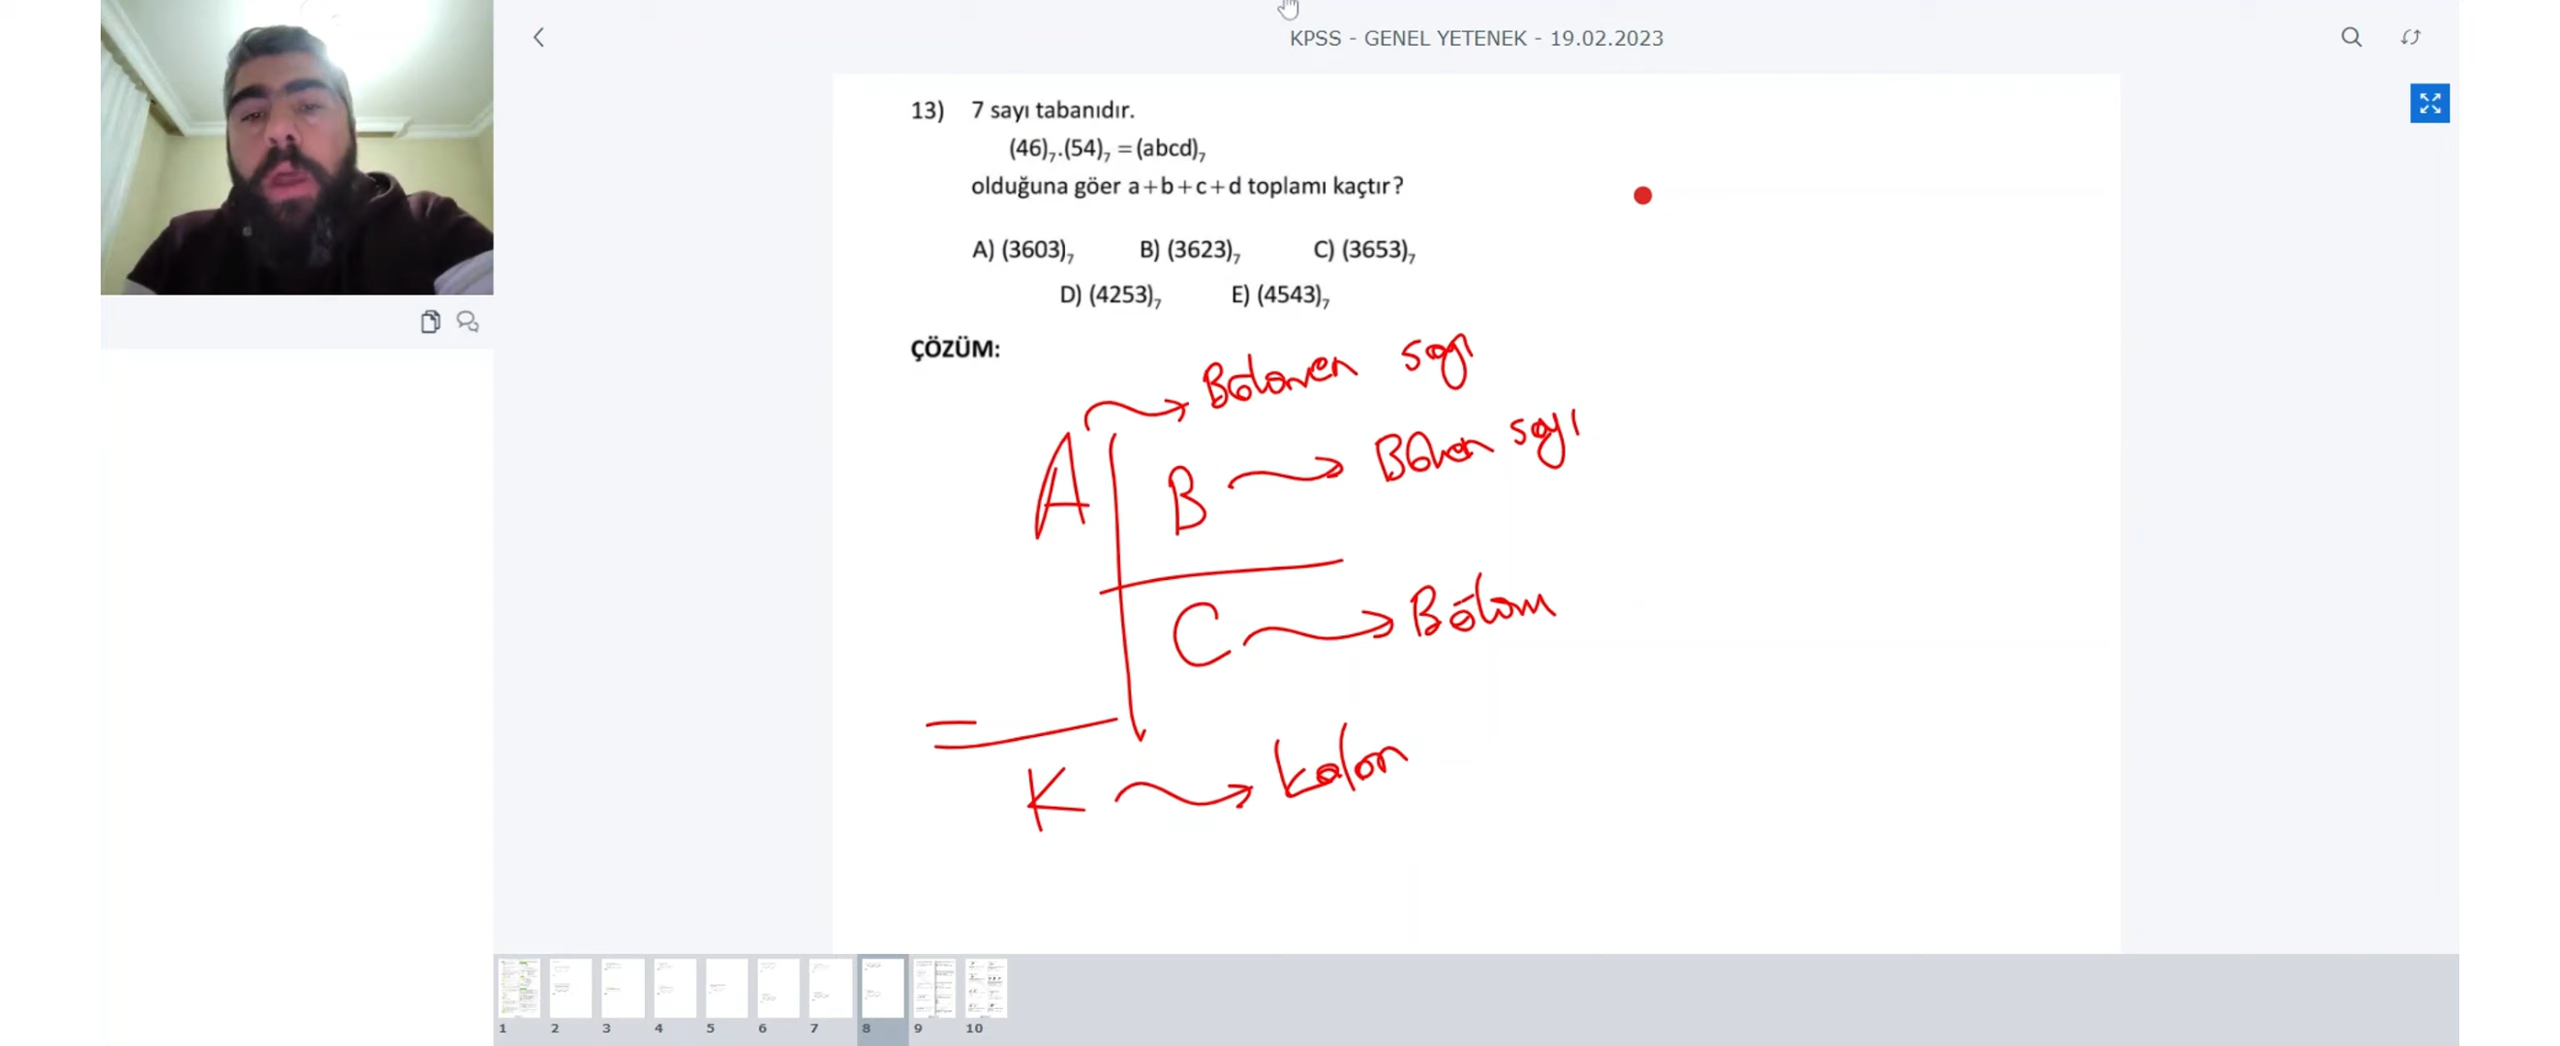 KPSS - GENEL YETENEK - 19.02.2023
13) 7 sayı tabanıdır.
(46)₇.(54)₇ = (abcd)₇
olduğuna göer a+b+c+d toplamı kaçtır?
A) (3603)₇ B) (3623)₇ C) (3653)₇
D) (4253)₇ E) (4543)₇
ÇÖZÜM:
Bölünen sayı
A
B Bölen sayı
C Bölüm
K kalan
1 2 3 4 5 6 7 8 9 10